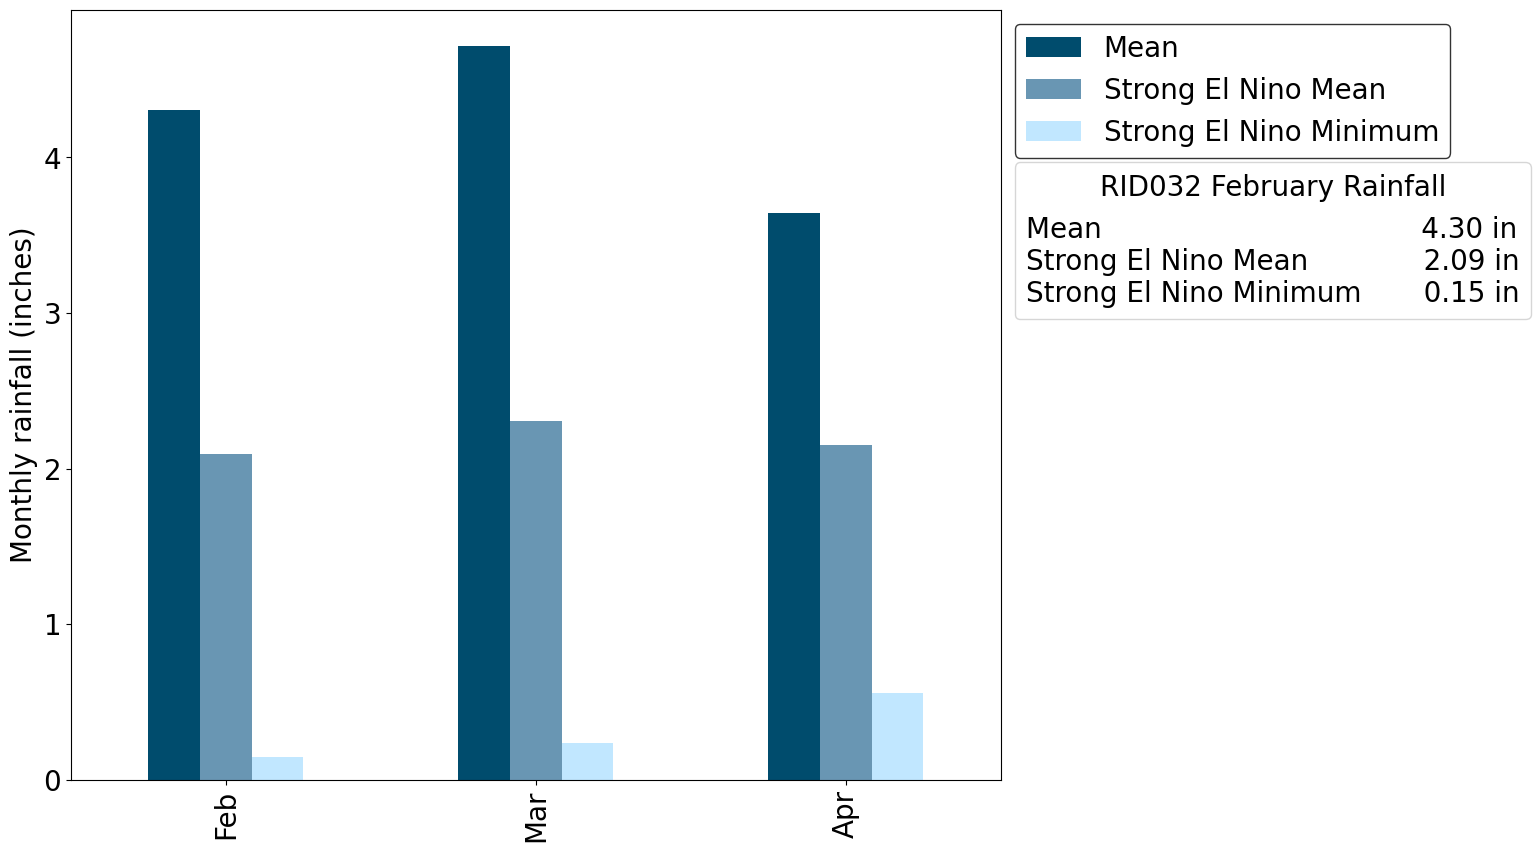 Monthly rainfall (inches)
4
3
2
1
0
Feb
Mar
Apr
Mean
Strong El Nino Mean
Strong El Nino Minimum
RID032 February Rainfall
Mean 4.30 in
Strong El Nino Mean 2.09 in
Strong El Nino Minimum 0.15 in